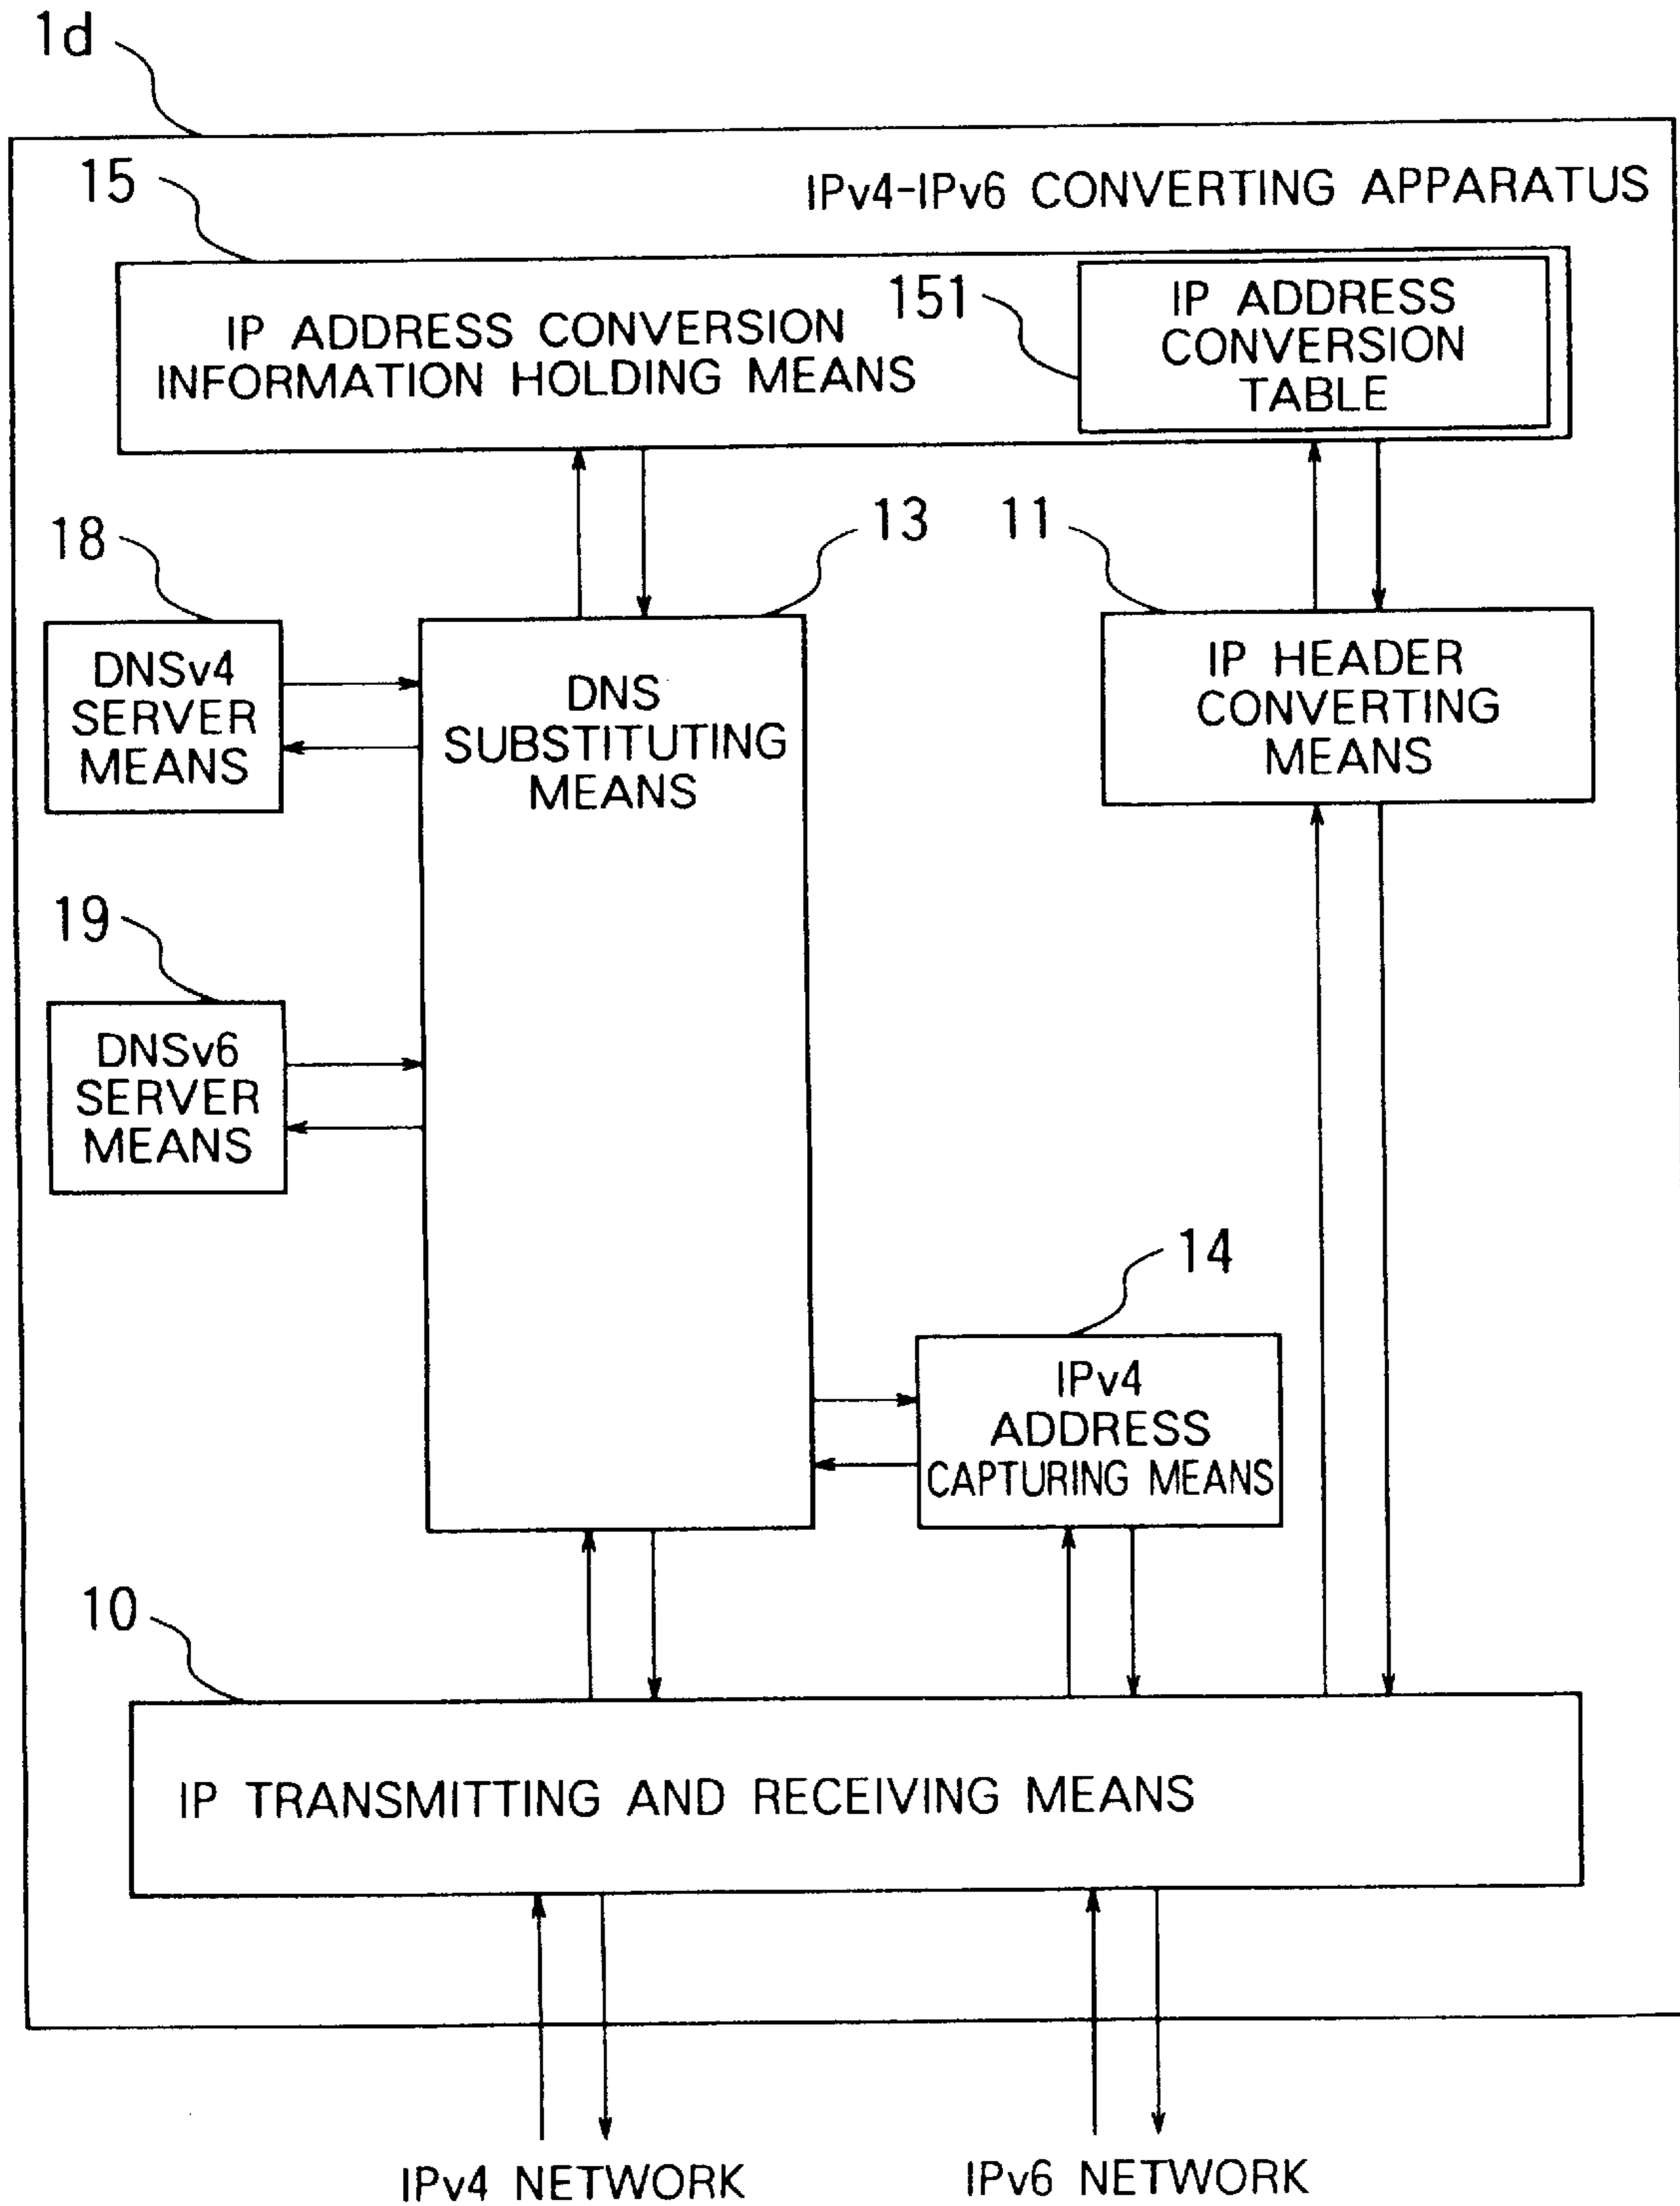 1d
15
IPv4-IPv6 CONVERTING APPARATUS
IP ADDRESS CONVERSION
INFORMATION HOLDING MEANS
151
IP ADDRESS
CONVERSION
TABLE
18
13
11
DNSv4
SERVER
MEANS
DNS
SUBSTITUTING
MEANS
IP HEADER
CONVERTING
MEANS
19
DNSv6
SERVER
MEANS
14
IPv4
ADDRESS
CAPTURING MEANS
10
IP TRANSMITTING AND RECEIVING MEANS
IPv4 NETWORK
IPv6 NETWORK